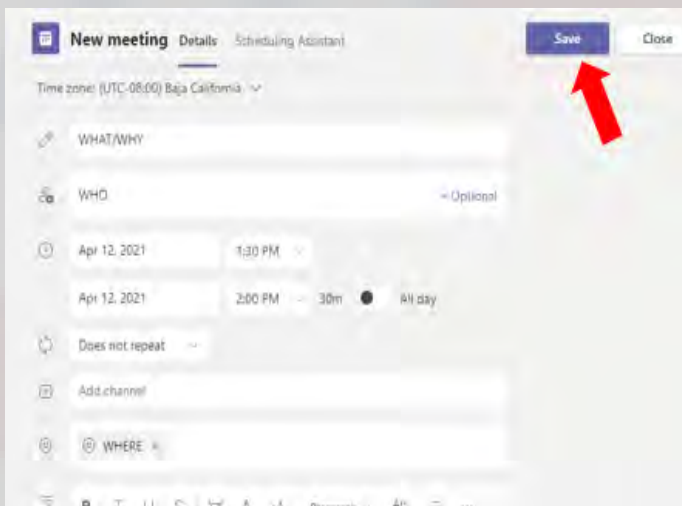 New meeting Details Scheduling Assistant Save Close
Time zone: (UTC-08:00) Baja California
WHAT/WHY
WHO + Optional
Apr 12, 2021 1:30 PM
Apr 12, 2021 2:00 PM 30m All day
Does not repeat
Add channel
WHERE ×
B I U S A Paragraph